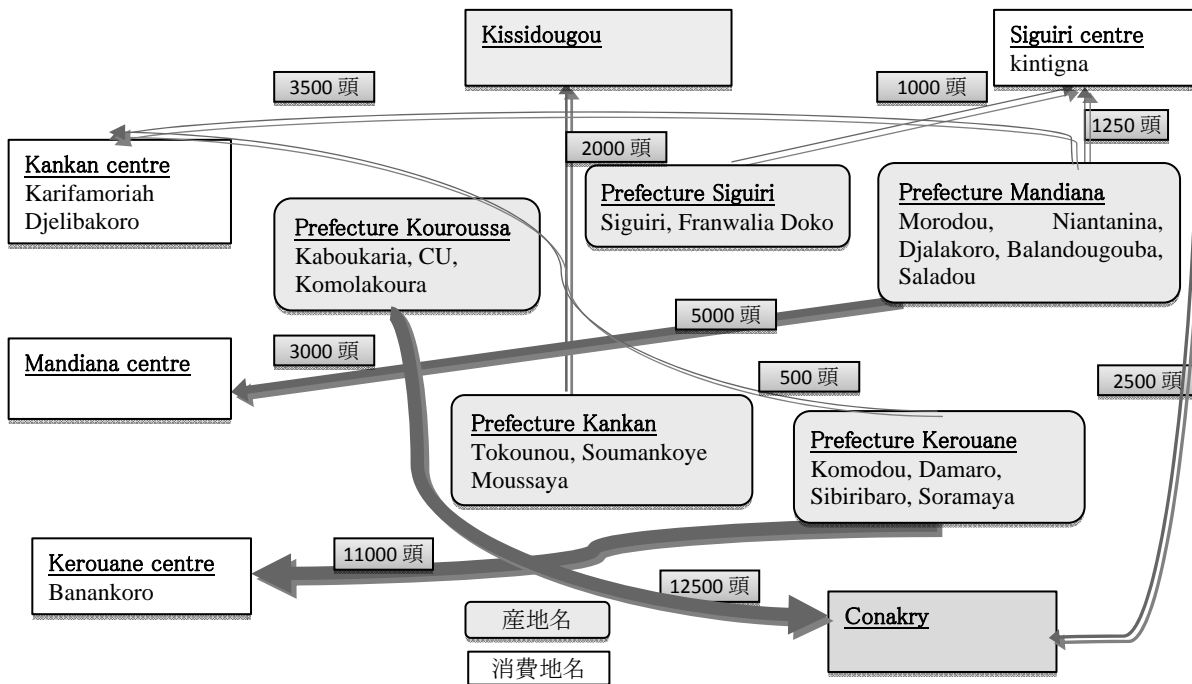 Kissidougou
Siguiri centre
kintigna
3500 頭
1000 頭
1250 頭
2000 頭
Kankan centre
Karifamoriah
Djelibakoro
Prefecture Kouroussa
Kaboukaria, CU,
Komolakoura
Prefecture Siguiri
Siguiri, Franwalia Doko
Prefecture Mandiana
Morodou, Niantanina,
Djalakoro, Balandougouba,
Saladou
5000 頭
3000 頭
Mandiana centre
500 頭
2500 頭
Prefecture Kankan
Tokounou, Soumankoye
Moussaya
Prefecture Kerouane
Komodou, Damaro,
Sibiribaro, Soramaya
11000 頭
Kerouane centre
Banankoro
12500 頭
Conakry
産地名
消費地名